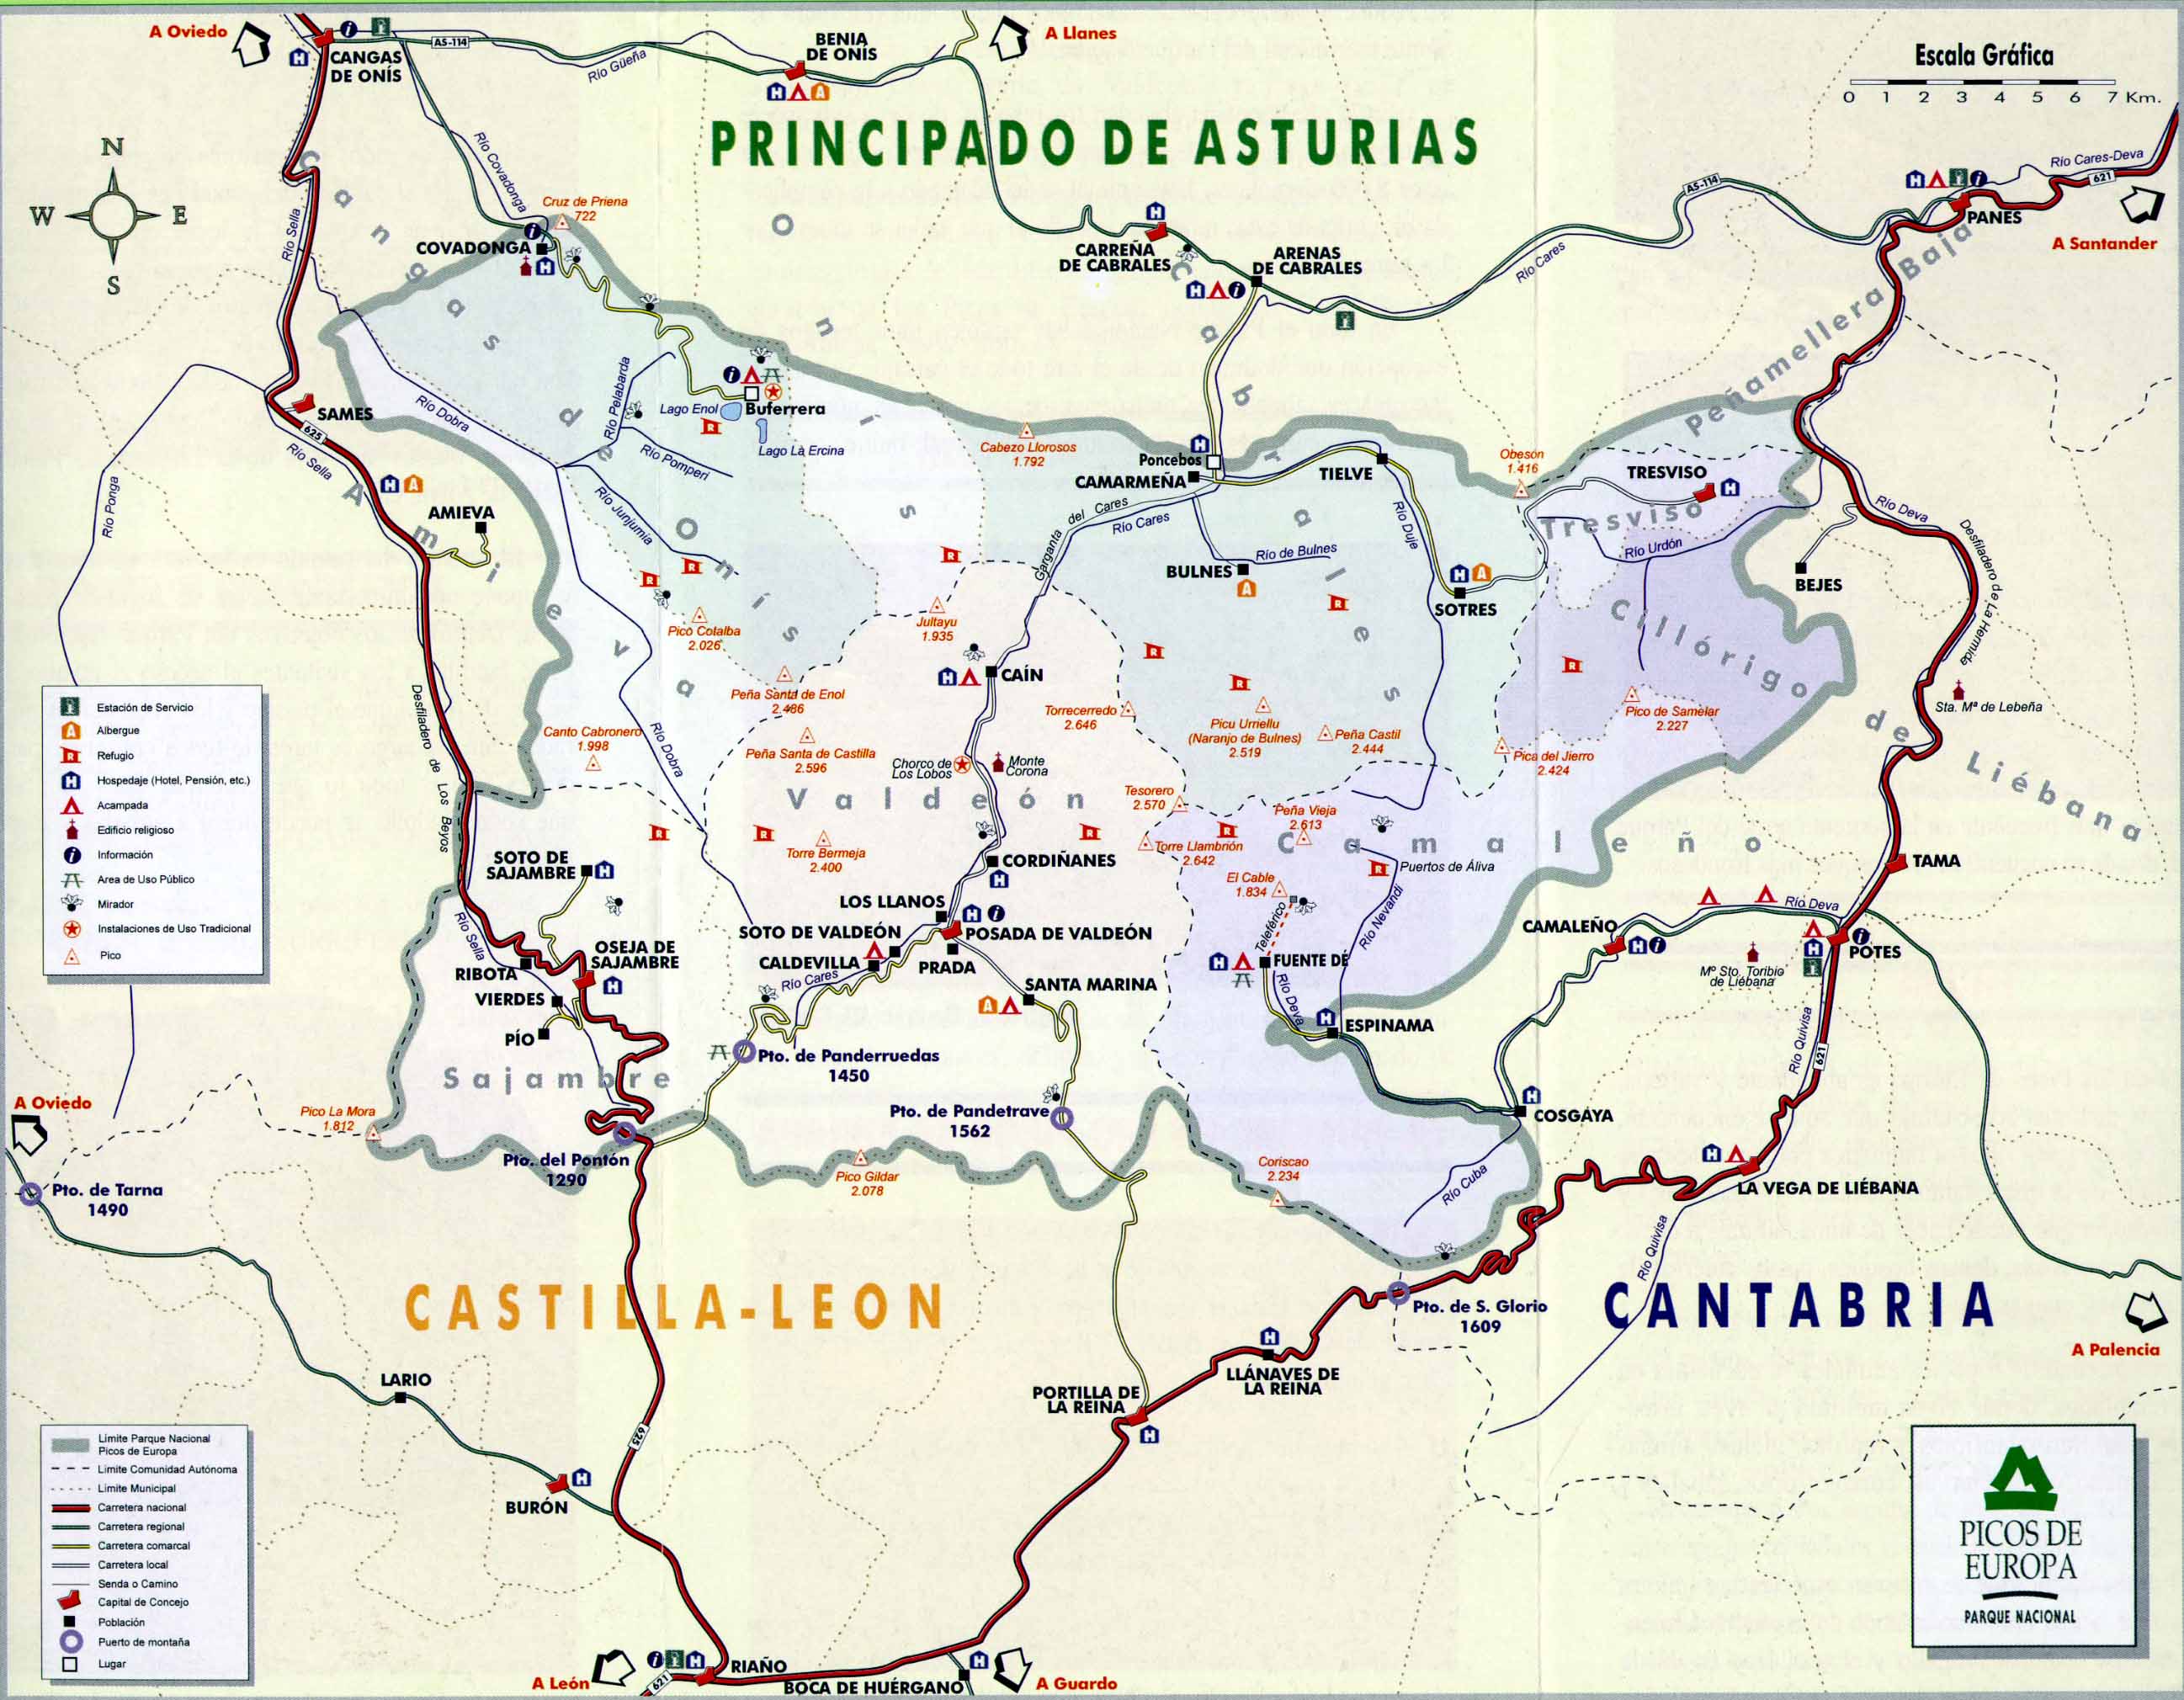 A Oviedo
CANGAS
DE ONÍS
AS-114
Río Güeña
BENIA
DE ONÍS
A Llanes
Escala Gráfica
0 1 2 3 4 5 6 7 Km.
PRINCIPADO DE ASTURIAS
N
W E
S
Río Sella
Río Covadonga
Cruz de Priena
722
COVADONGA
CARREÑA
DE CABRALES
ARENAS
DE CABRALES
Río Cares
AS-114
Río Cares-Deva
621
PANES
A Santander
Peñamellera Baja
Cangas de Onís
Onís
Cabrales
SAMES
625
Río Sella
Río Dobra
Río Pelabarda
Lago Enol
Buferrera
Lago La Ercina
Río Pomperi
Río Junjumia
Cabezo Llorosos
1.792
Poncebos
CAMARMEÑA
TIELVE
Obesón
1.416
TRESVISO
Tresviso
Río Urdón
Río Deva
Desfiladero de La Hermida
BEJES
Río Ponga
AMIEVA
Amieva
Garganta del Cares
Río Cares
BULNES
Río de Bulnes
Río Duje
SOTRES
Cillórigo de Liébana
Pico Cotalba
2.026
Jultayu
1.935
CAÍN
Peña Santa de Enol
2.486
Torrecerredo
2.646
Picu Urriellu
(Naranjo de Bulnes)
2.519
Peña Castil
2.444
Pico de Samelar
2.227
Sta. Mª de Lebeña
Pica del Jierro
2.424
Canto Cabronero
1.998
Río Dobra
Peña Santa de Castilla
2.596
Chorco de
Los Lobos
Monte
Corona
Valdeón
Desfiladero de Los Beyos
Tesorero
2.570
Peña Vieja
2.613
Camaleño
Torre Bermeja
2.400
Torre Llambrión
2.642
El Cable
1.834
Puertos de Áliva
TAMA
Estación de Servicio
Albergue
Refugio
Hospedaje (Hotel, Pensión, etc.)
Acampada
Edificio religioso
Información
Area de Uso Público
Mirador
Instalaciones de Uso Tradicional
Pico
SOTO DE
SAJAMBRE
CORDIÑANES
LOS LLANOS
SOTO DE VALDEÓN
POSADA DE VALDEÓN
CALDEVILLA
PRADA
Río Cares
SANTA MARINA
Teleférico
FUENTE DÉ
Río Deva
Río Nevandi
ESPINAMA
CAMALEÑO
Río Deva
POTES
Mº Sto. Toribio
de Liébana
Río Quivisa
621
Río Sella
OSEJA DE
SAJAMBRE
RIBOTA
VIERDES
PÍO
Sajambre
Pto. de Panderruedas
1450
Pto. de Pandetrave
1562
COSGAYA
A Oviedo
Pico La Mora
1.812
Pto. del Pontón
1290
Pico Gildar
2.078
Coriscao
2.234
Río Cuba
LA VEGA DE LIÉBANA
Pto. de Tarna
1490
Río Quivisa
CASTILLA-LEON
CANTABRIA
Pto. de S. Glorio
1609
A Palencia
LARIO
LLÁNAVES DE
LA REINA
PORTILLA DE
LA REINA
625
BURÓN
Limite Parque Nacional
Picos de Europa
Limite Comunidad Autónoma
Limite Municipal
Carretera nacional
Carretera regional
Carretera comarcal
Carretera local
Senda o Camino
Capital de Concejo
Población
Puerto de montaña
Lugar
PICOS DE
EUROPA
PARQUE NACIONAL
A León
621
RIAÑO
BOCA DE HUÉRGANO
A Guardo